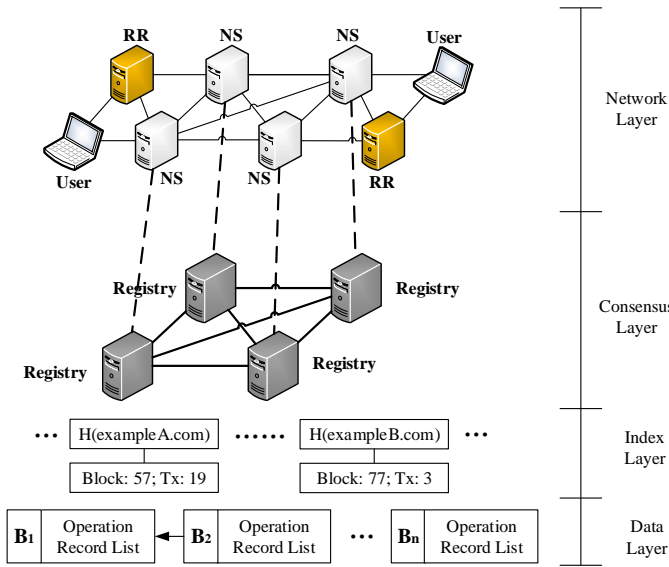 RR
NS
NS
User
Network
Layer
User
NS
NS
RR
Registry
Registry
Consensus
Layer
Registry
Registry
... H(exampleA.com) ...... H(exampleB.com) ...
Index
Layer
Block: 57; Tx: 19
Block: 77; Tx: 3
B1 Operation Record List
B2 Operation Record List
...
Bn Operation Record List
Data
Layer